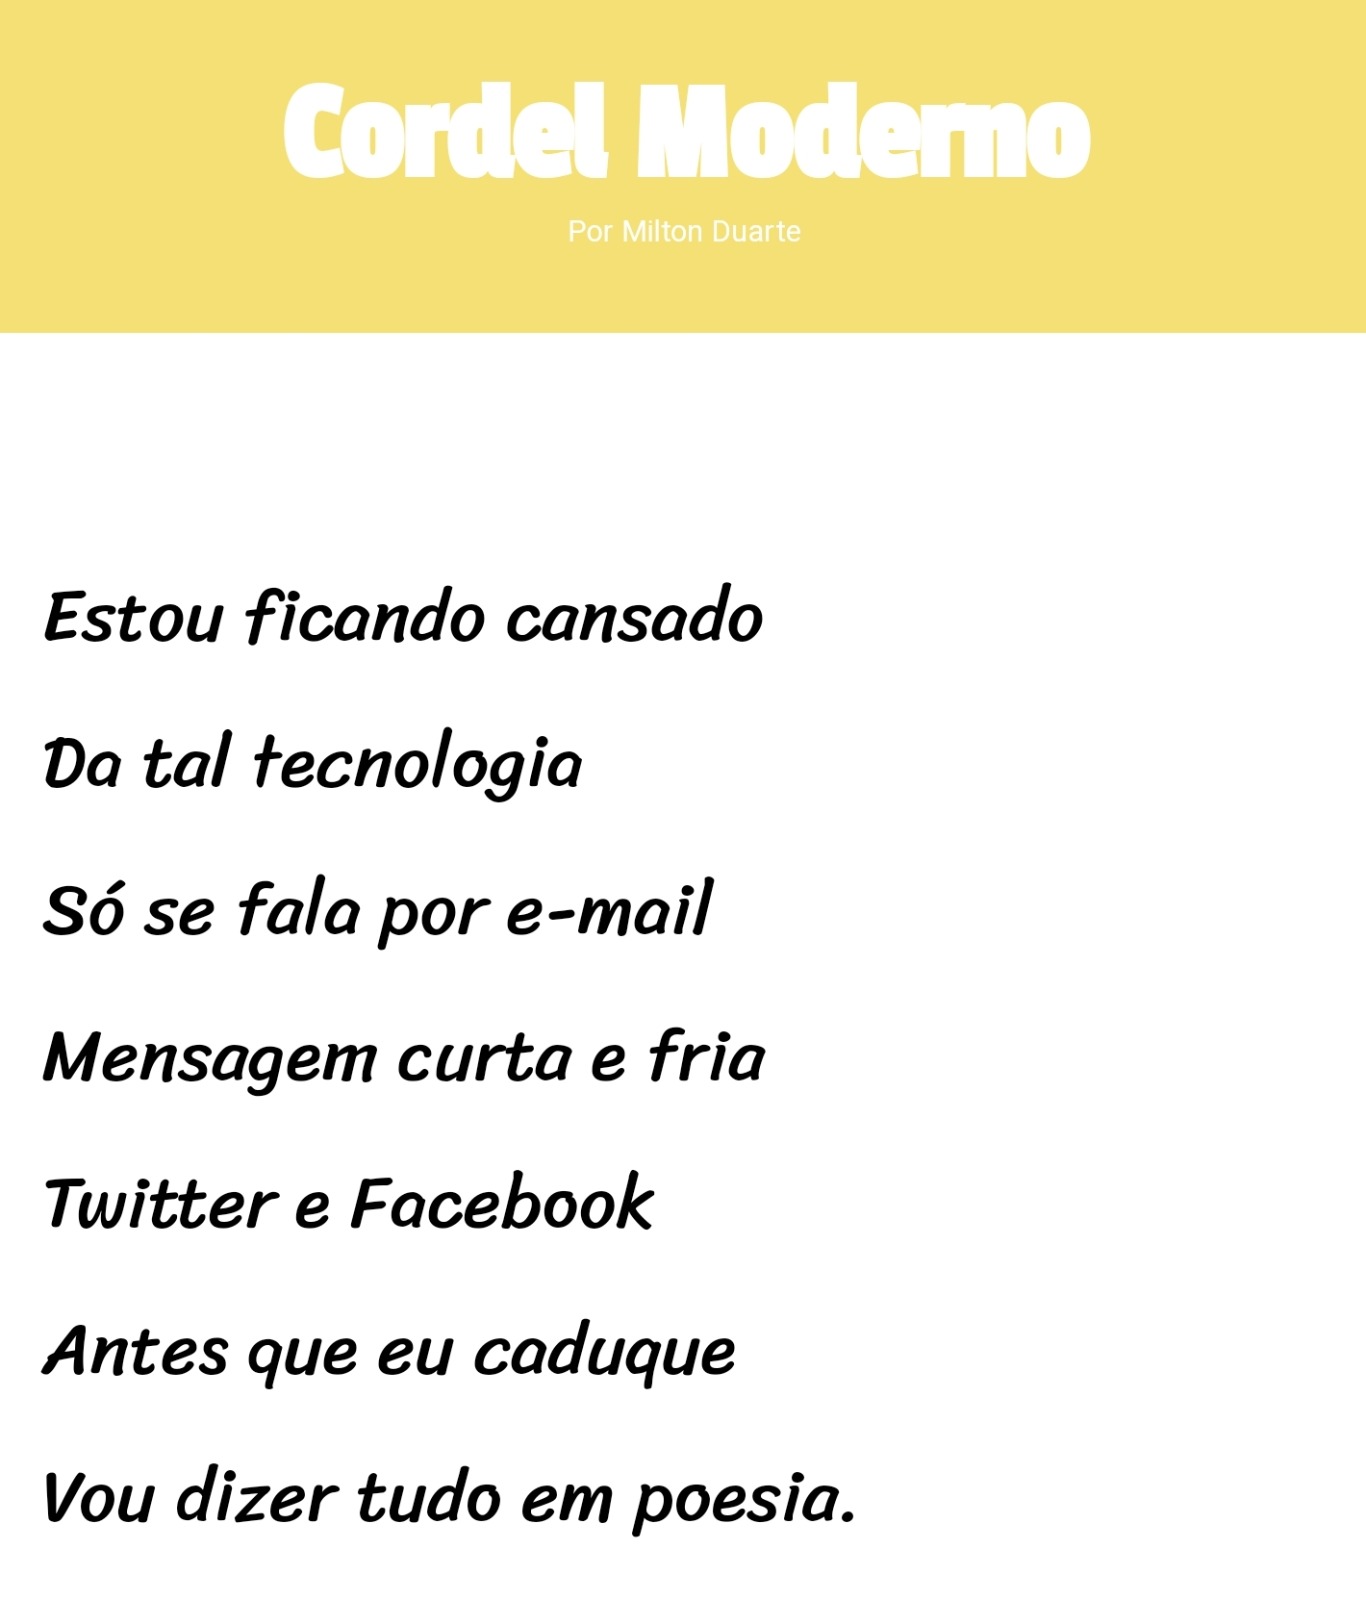 Cordel Moderno
Por Milton Duarte
Estou ficando cansado
Da tal tecnologia
Só se fala por e-mail
Mensagem curta e fria
Twitter e Facebook
Antes que eu caduque
Vou dizer tudo em poesia.